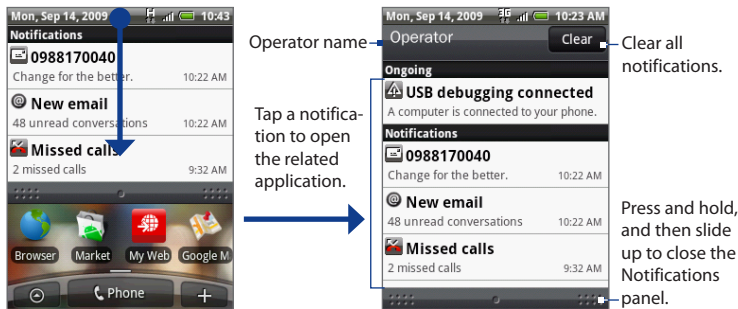 Mon, Sep 14, 2009 10:43
Notifications
0988170040
Change for the better. 10:22 AM
New email
48 unread conversations 10:22 AM
Missed calls
2 missed calls 9:32 AM
Browser Market My Web Google M
Phone
Operator name
Tap a notifica-
tion to open
the related
application.
Mon, Sep 14, 2009 3G 10:23 AM
Operator Clear
Ongoing
USB debugging connected
A computer is connected to your phone.
Notifications
0988170040
Change for the better. 10:22 AM
New email
48 unread conversations 10:22 AM
Missed calls
2 missed calls 9:32 AM
Clear all
notifications.
Press and hold,
and then slide
up to close the
Notifications
panel.